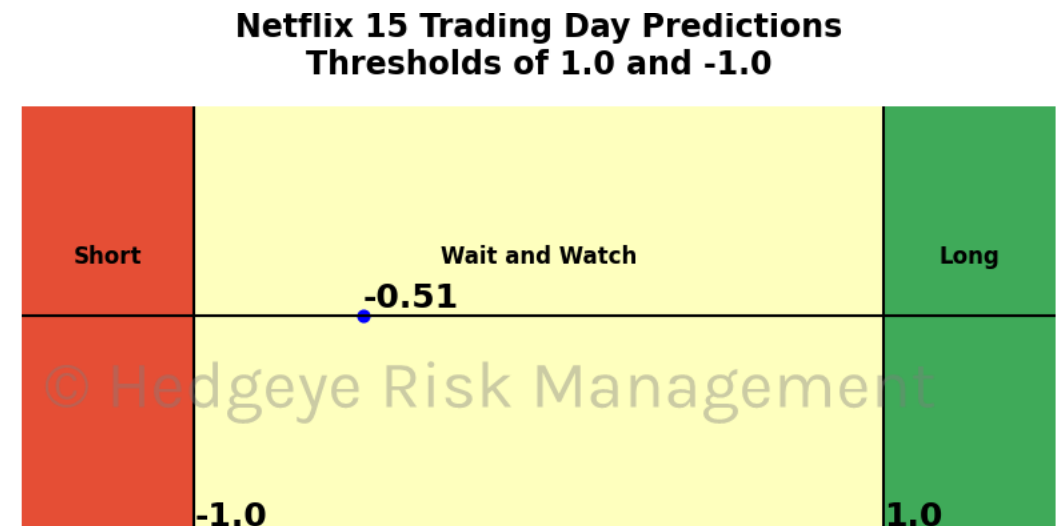 Netflix 15 Trading Day Predictions
Thresholds of 1.0 and -1.0
Short
Wait and Watch
Long
-0.51
© Hedgeye Risk Management
-1.0
1.0